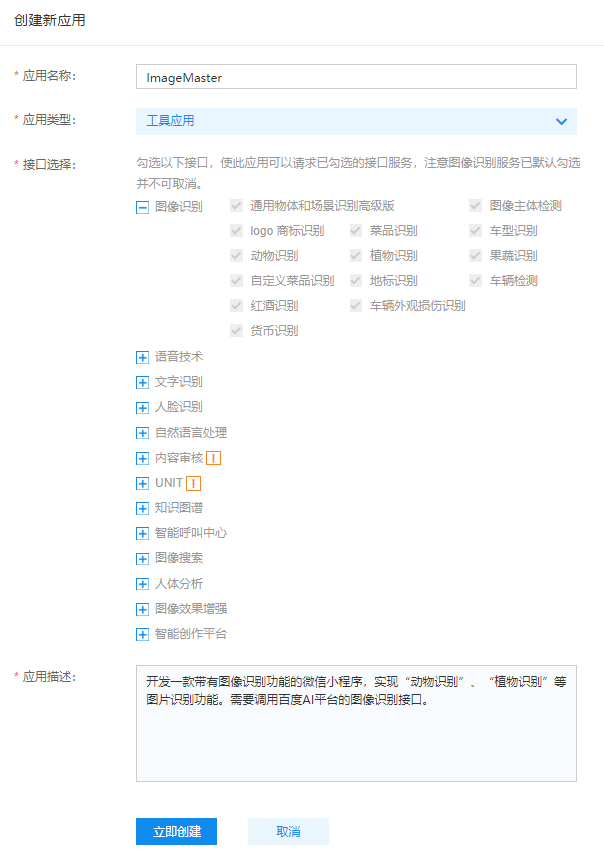 创建新应用
* 应用名称： ImageMaster
* 应用类型： 工具应用
* 接口选择： 勾选以下接口，使此应用可以请求已勾选的接口服务，注意图像识别服务已默认勾选
并不可取消。
图像识别 通用物体和场景识别高级版 图像主体检测
logo 商标识别 菜品识别 车型识别
动物识别 植物识别 果蔬识别
自定义菜品识别 地标识别 车辆检测
红酒识别 车辆外观损伤识别
货币识别
语音技术
文字识别
人脸识别
自然语言处理
内容审核 !
UNIT !
知识图谱
智能呼叫中心
图像搜索
人体分析
图像效果增强
智能创作平台
* 应用描述： 开发一款带有图像识别功能的微信小程序，实现“动物识别”、“植物识别”等
图片识别功能。需要调用百度AI平台的图像识别接口。
立即创建 取消